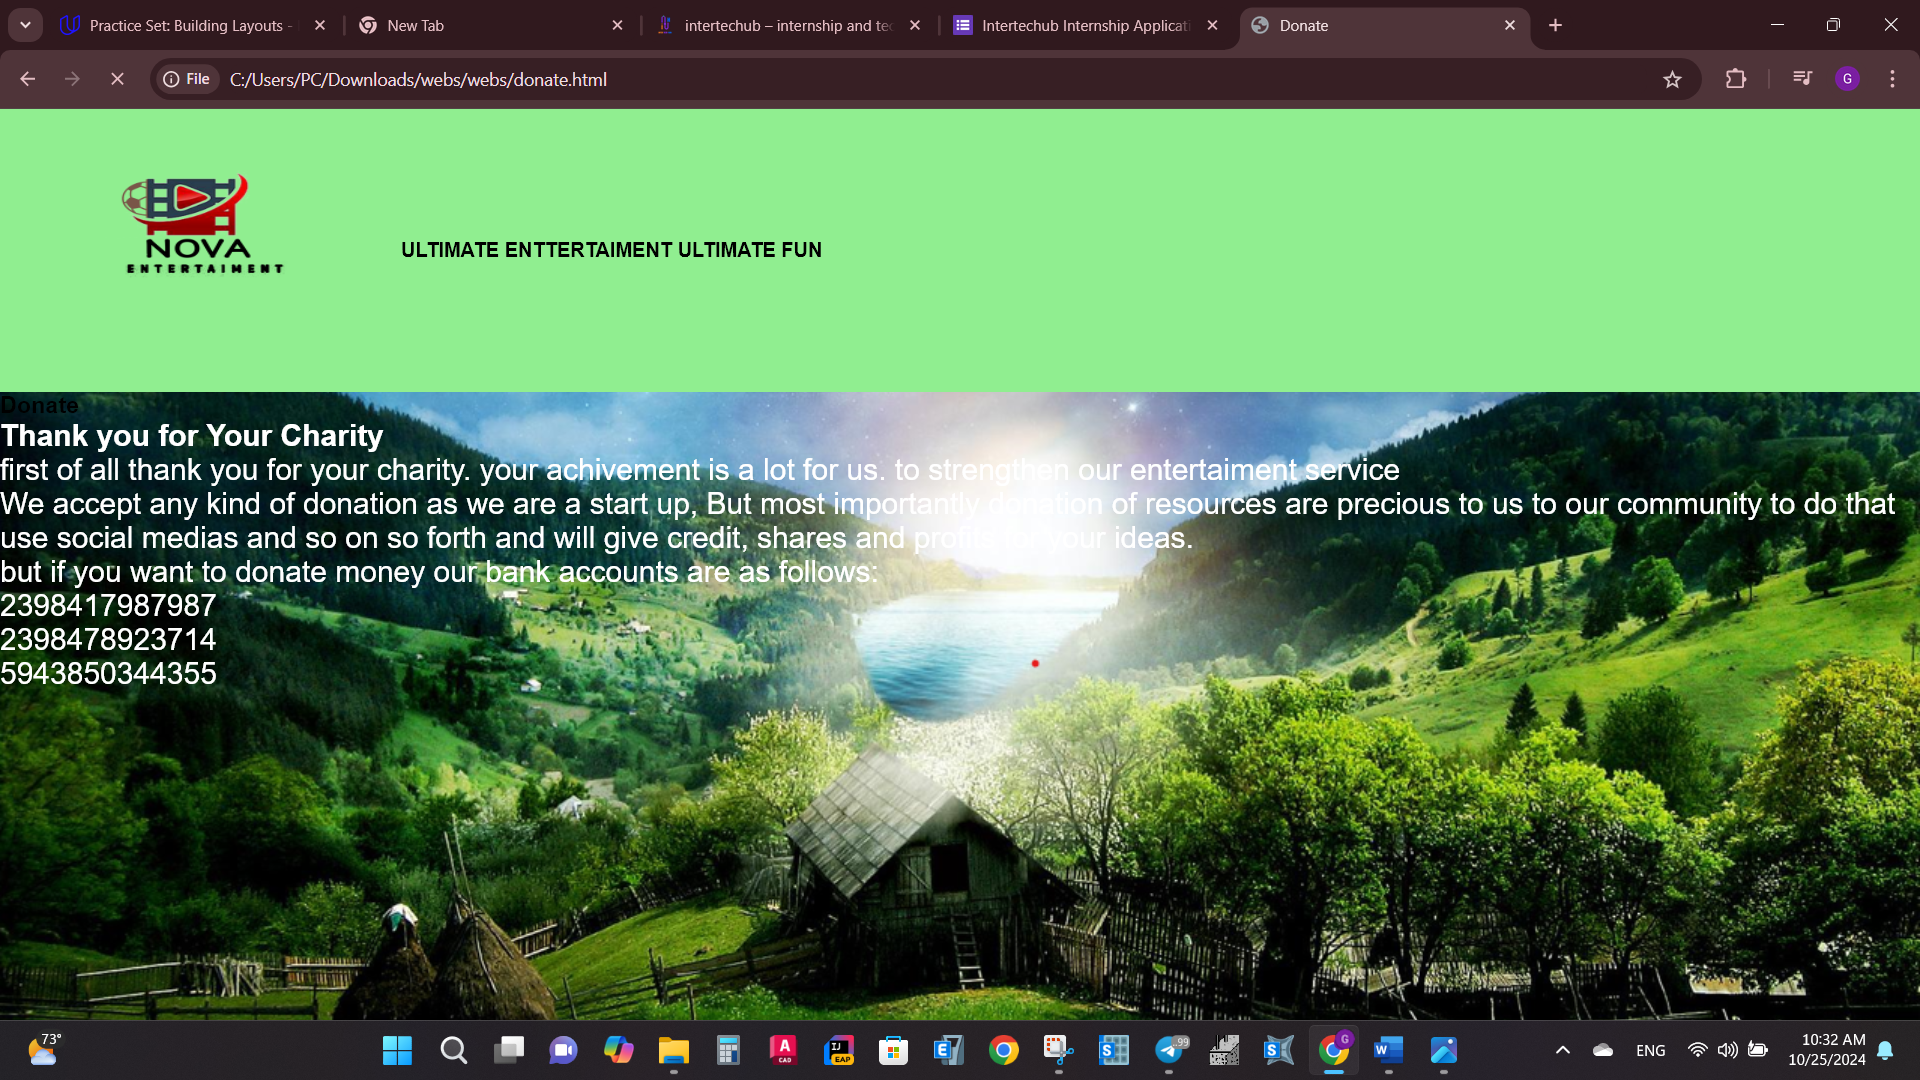 Practice Set: Building Layouts -
New Tab
intertechub – internship and tec
Intertechub Internship Applicati
Donate
File
C:/Users/PC/Downloads/webs/webs/donate.html
G
NOVA
ENTERTAIMENT
ULTIMATE ENTTERTAIMENT ULTIMATE FUN
Donate
Thank you for Your Charity
first of all thank you for your charity. your achivement is a lot for us. to strengthen our entertaiment service
We accept any kind of donation as we are a start up, But most importantly donation of resources are precious to us to our community to do that
use social medias and so on so forth and will give credit, shares and profits for your ideas.
but if you want to donate money our bank accounts are as follows:
2398417987987
2398478923714
5943850344355
73°
A
CAD
IJ
EAP
E
S
99
S
G
W
ENG
10:32 AM
10/25/2024